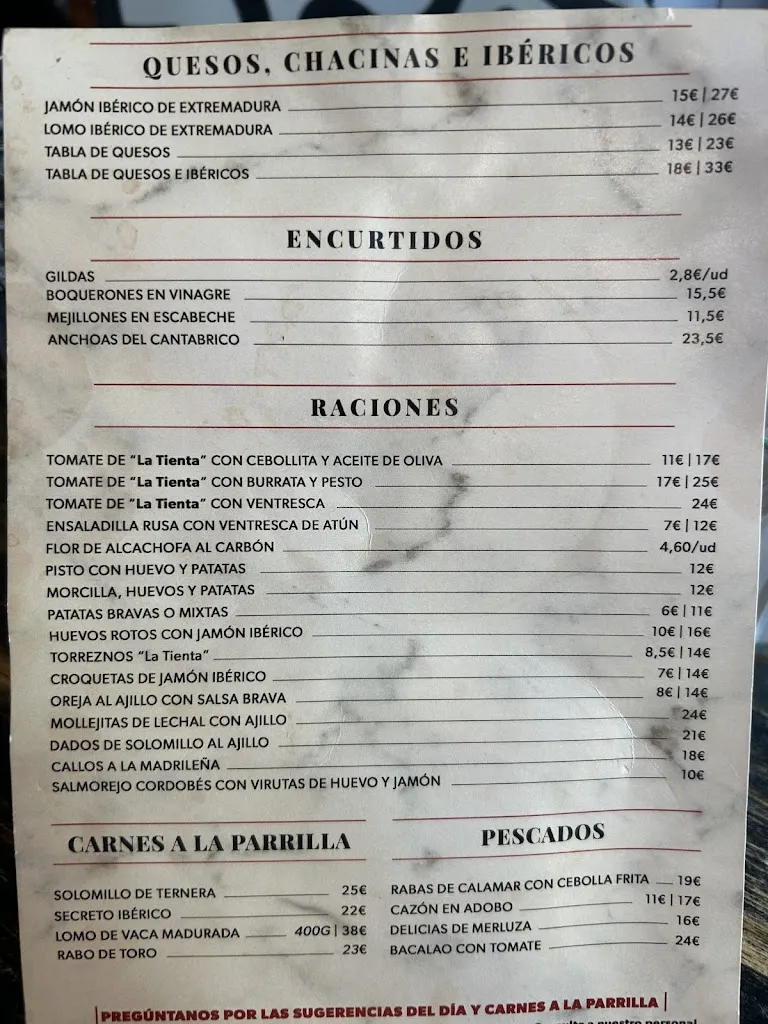 QUESOS, CHACINAS E IBÉRICOS
JAMÓN IBÉRICO DE EXTREMADURA 15€ | 27€
LOMO IBÉRICO DE EXTREMADURA 14€ | 26€
TABLA DE QUESOS 13€ | 23€
TABLA DE QUESOS E IBÉRICOS 18€ | 33€
ENCURTIDOS
GILDAS 2,8€/ud
BOQUERONES EN VINAGRE 15,5€
MEJILLONES EN ESCABECHE 11,5€
ANCHOAS DEL CANTABRICO 23,5€
RACIONES
TOMATE DE "La Tienta" CON CEBOLLITA Y ACEITE DE OLIVA 11€ | 17€
TOMATE DE "La Tienta" CON BURRATA Y PESTO 17€ | 25€
TOMATE DE "La Tienta" CON VENTRESCA 24€
ENSALADILLA RUSA CON VENTRESCA DE ATÚN 7€ | 12€
FLOR DE ALCACHOFA AL CARBÓN 4,60/ud
PISTO CON HUEVO Y PATATAS 12€
MORCILLA, HUEVOS Y PATATAS 12€
PATATAS BRAVAS O MIXTAS 6€ | 11€
HUEVOS ROTOS CON JAMÓN IBÉRICO 10€ | 16€
TORREZNOS "La Tienta" 8,5€ | 14€
CROQUETAS DE JAMÓN IBÉRICO 7€ | 14€
OREJA AL AJILLO CON SALSA BRAVA 8€ | 14€
MOLLEJITAS DE LECHAL CON AJILLO 24€
DADOS DE SOLOMILLO AL AJILLO 21€
CALLOS A LA MADRILEÑA 18€
SALMOREJO CORDOBÉS CON VIRUTAS DE HUEVO Y JAMÓN 10€
CARNES A LA PARRILLA
SOLOMILLO DE TERNERA 25€
SECRETO IBÉRICO 22€
LOMO DE VACA MADURADA 400G | 38€
RABO DE TORO 23€
PESCADOS
RABAS DE CALAMAR CON CEBOLLA FRITA 19€
CAZÓN EN ADOBO 11€ | 17€
DELICIAS DE MERLUZA 16€
BACALAO CON TOMATE 24€
|PREGÚNTANOS POR LAS SUGERENCIAS DEL DÍA Y CARNES A LA PARRILLA|
a nuestro personal